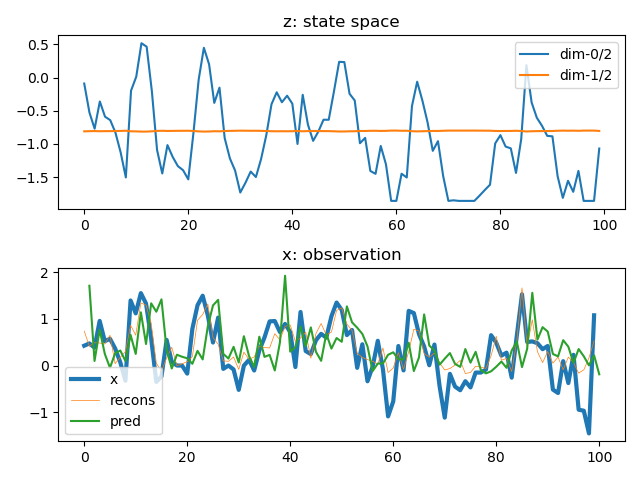 z: state space
0.5
0.0
−0.5
−1.0
−1.5
dim-0/2
dim-1/2
0 20 40 60 80 100
x: observation
2
1
0
−1
x
recons
pred
0 20 40 60 80 100